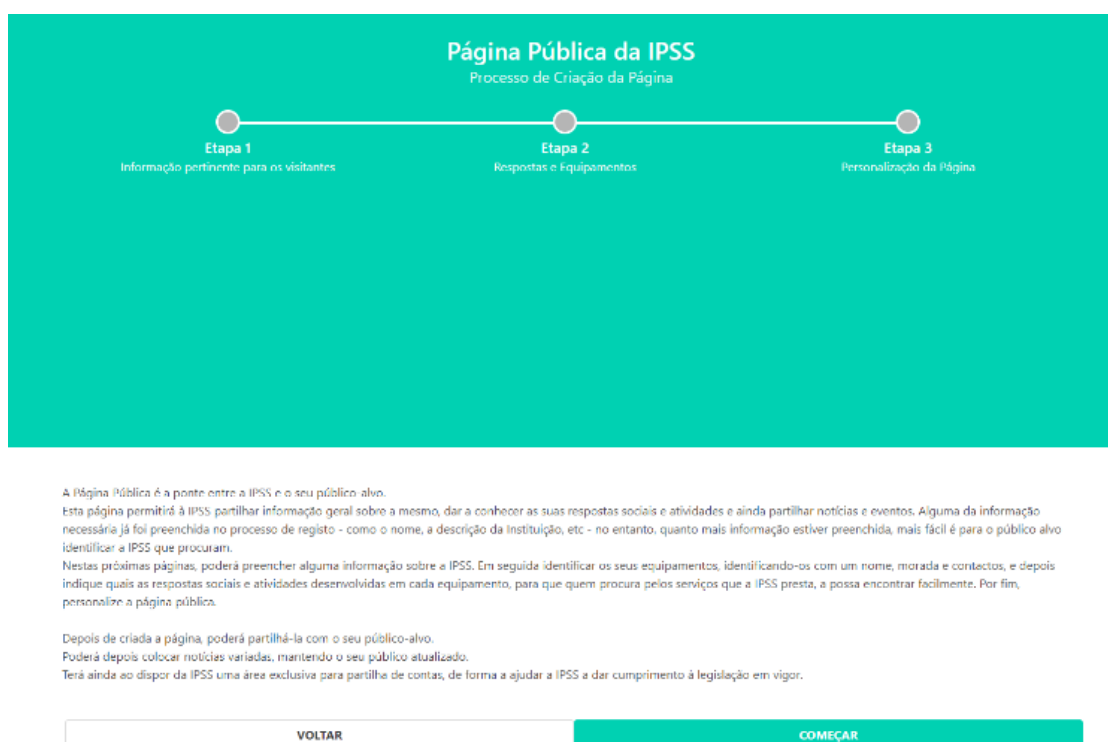 Página Pública da IPSS
Processo de Criação da Página
Etapa 1
Etapa 2
Etapa 3
Informação pertinente para os visitantes
Respostas e Equipamentos
Personalização da Página
A Página Pública é a ponte entre a IPSS e o seu público-alvo.
Esta página permitirá à IPSS partilhar informação geral sobre a mesmo, dar a conhecer as suas respostas sociais e atividades e ainda partilhar notícias e eventos. Alguma da informação
necessária já foi preenchida no processo de registo - como o nome, a descrição da Instituição, etc - no entanto, quanto mais informação estiver preenchida, mais fácil é para o público alvo
identificar a IPSS que procuram.
Nestas próximas páginas, poderá preencher alguma informação sobre a IPSS. Em seguida identificar os seus equipamentos, identificando-os com um nome, morada e contactos, e depois
indique quais as respostas sociais e atividades desenvolvidas em cada equipamento, para que quem procura pelos serviços que a IPSS presta, a possa encontrar facilmente. Por fim,
personalize a página pública.
Depois de criada a página, poderá partilhá-la com o seu público-alvo.
Poderá depois colocar notícias variadas, mantendo o seu público atualizado.
Terá ainda ao dispor da IPSS uma área exclusiva para partilha de contas, de forma a ajudar a IPSS a dar cumprimento à legislação em vigor.
VOLTAR
COMEÇAR